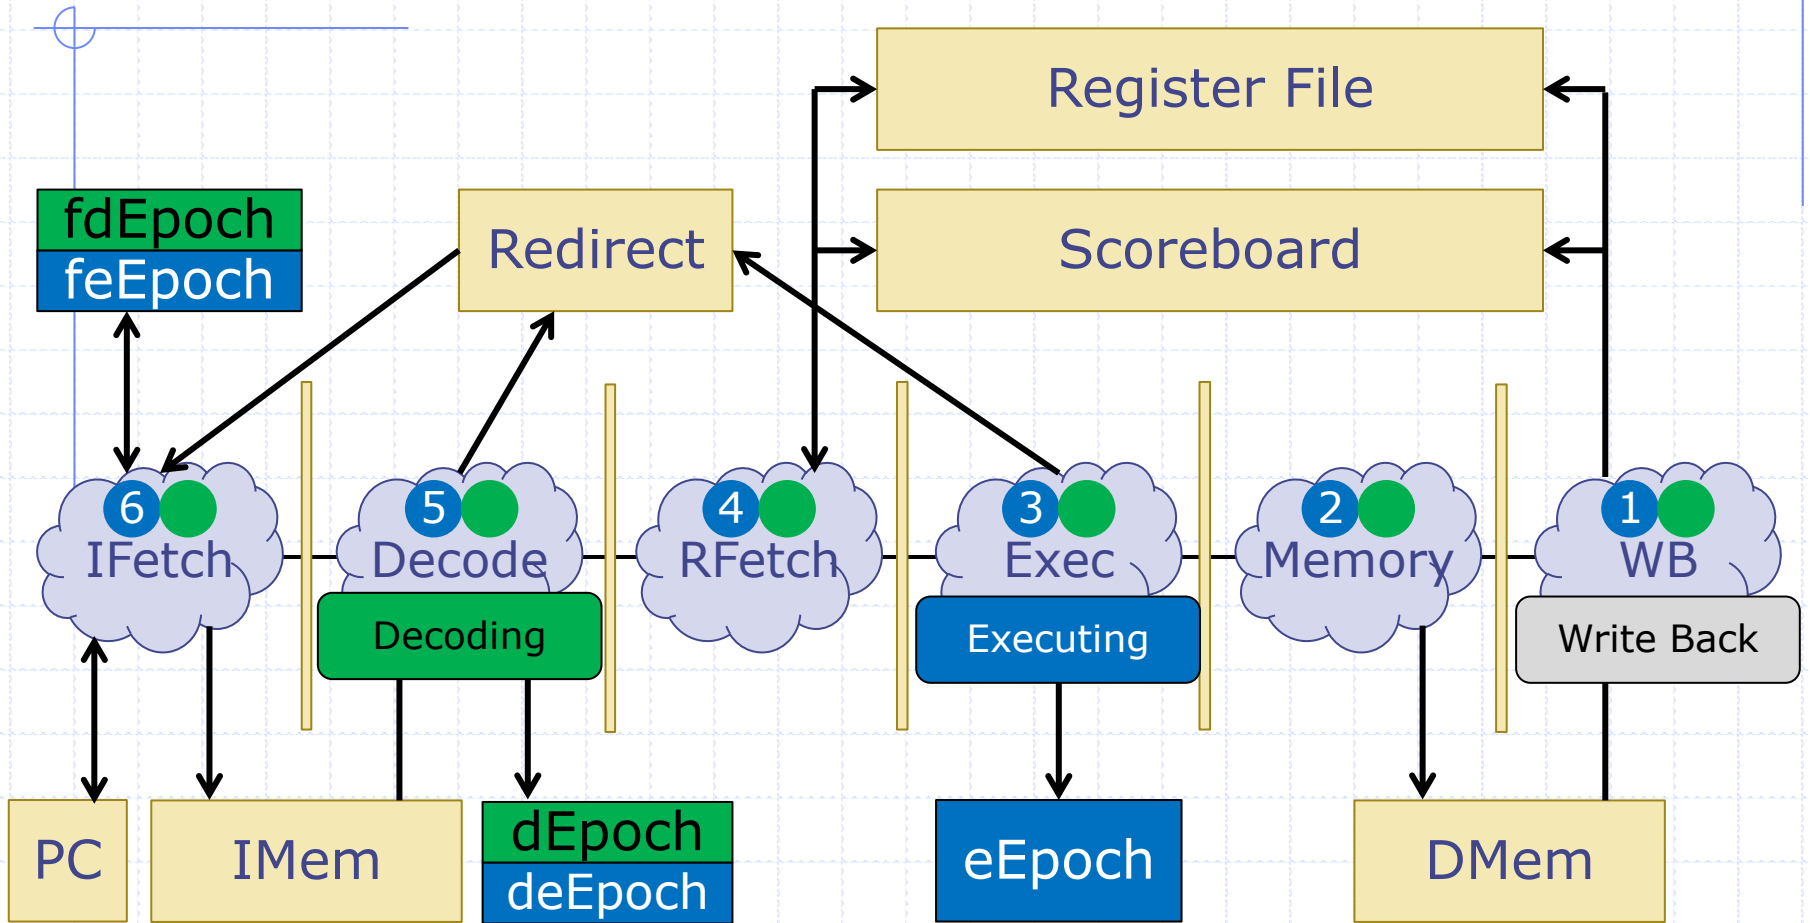 Register File
fdEpoch
feEpoch
Redirect
Scoreboard
6
IFetch
5
Decode
4
RFetch
3
Exec
2
Memory
1
WB
Decoding
Executing
Write Back
PC
IMem
dEpoch
deEpoch
eEpoch
DMem